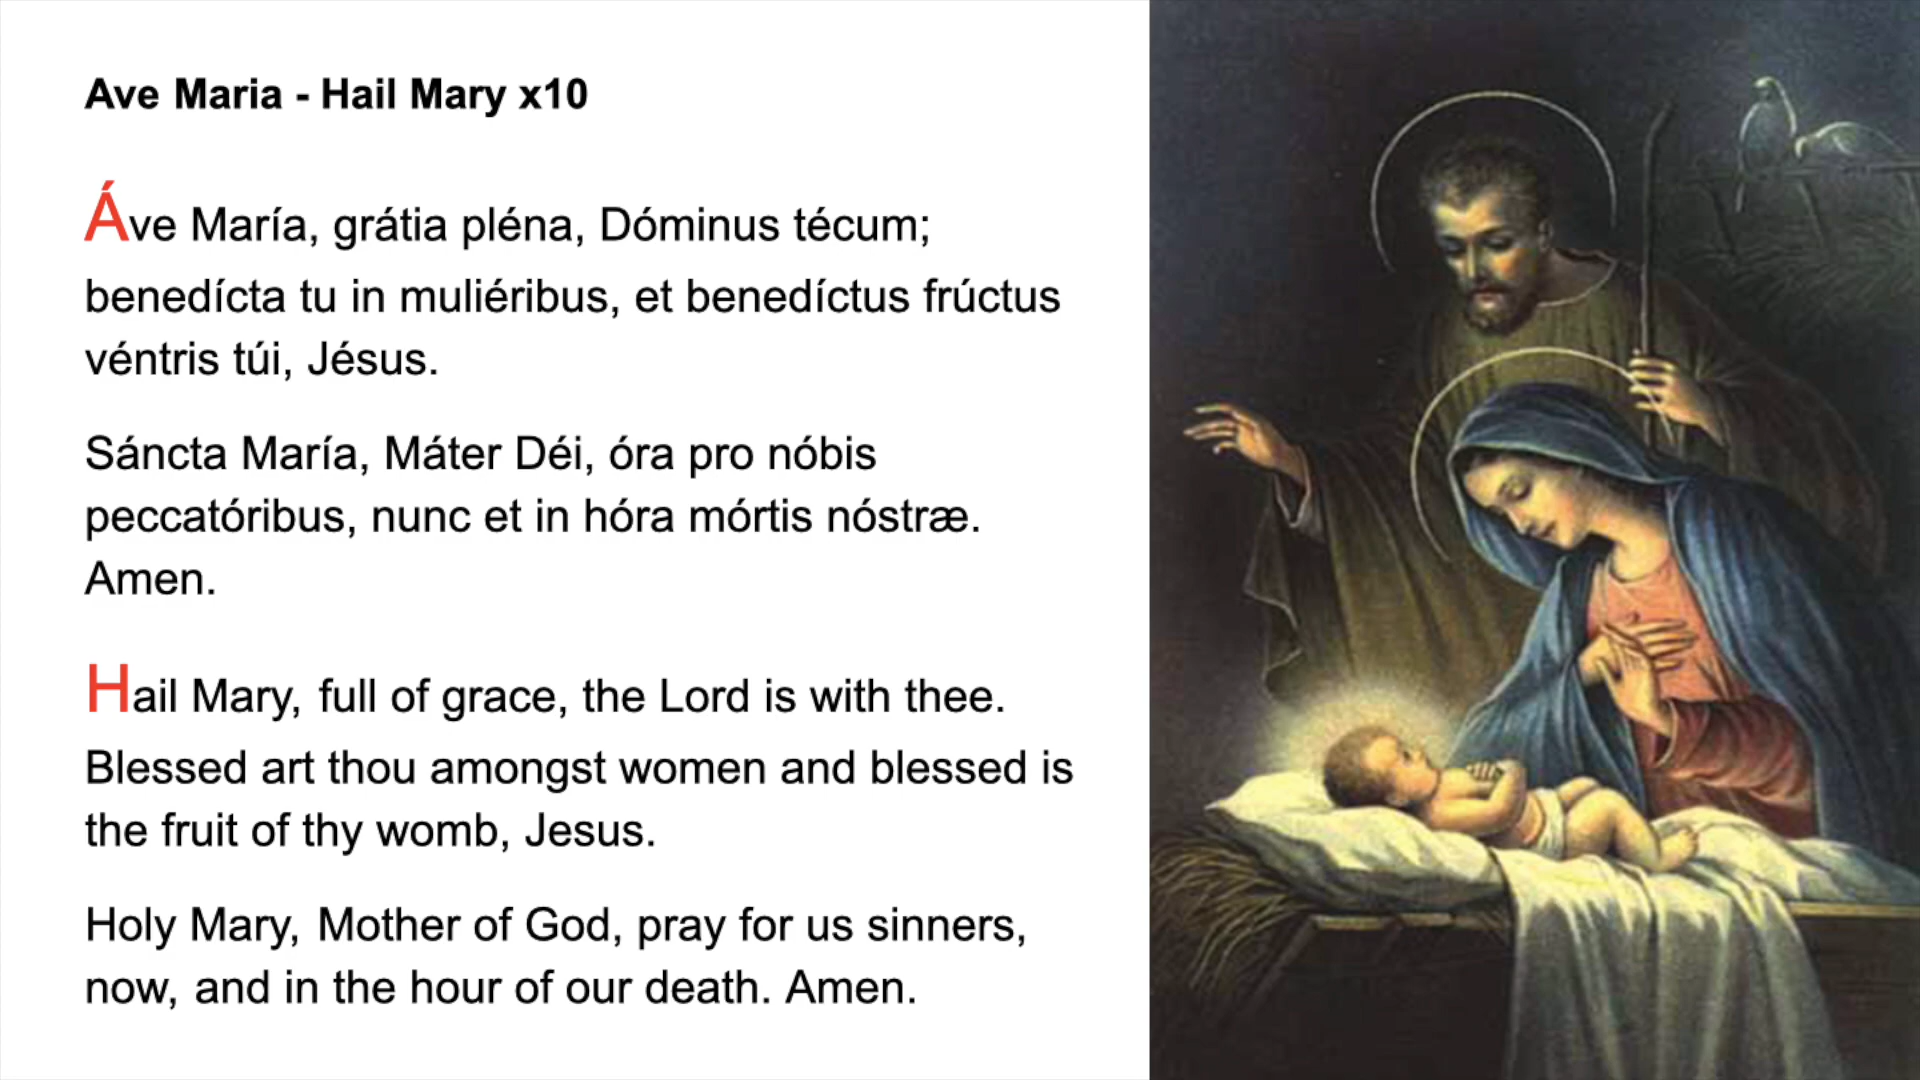 Ave Maria - Hail Mary x10
Áve María, grátia pléna, Dóminus técum;
benedícta tu in muliéribus, et benedíctus frúctus
véntris túi, Jésus.
Sáncta María, Máter Déi, óra pro nóbis
peccatóribus, nunc et in hóra mórtis nóstræ.
Amen.
Hail Mary, full of grace, the Lord is with thee.
Blessed art thou amongst women and blessed is
the fruit of thy womb, Jesus.
Holy Mary, Mother of God, pray for us sinners,
now, and in the hour of our death. Amen.